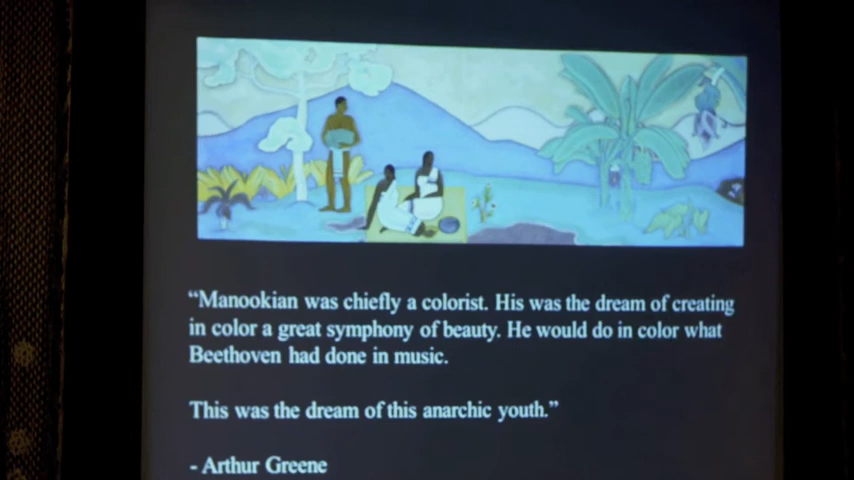 “Manookian was chiefly a colorist. His was the dream of creating
in color a great symphony of beauty. He would do in color what
Beethoven had done in music.
This was the dream of this anarchic youth.”
- Arthur Greene